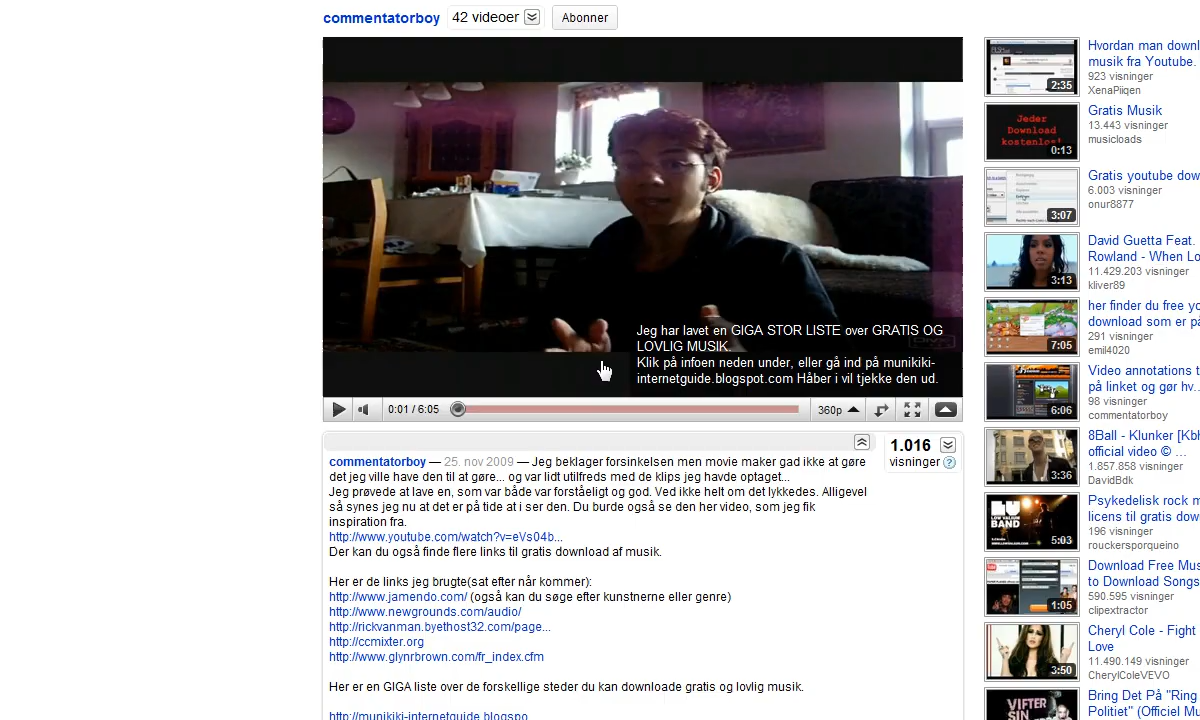 commentatorboy
42 videoer
Abonner
Jeg har lavet en GIGA STOR LISTE over GRATIS OG
LOVLIG MUSIK.
Klik på infoen neden under, eller gå ind på munikiki-
internetguide.blogspot.com Håber i vil tjekke den ud.
0:01 / 6:05
360p
1.016
visninger
commentatorboy — 25. nov 2009 — Jeg beklager forsinkelsen men movie maker gad ikke at gøre
det jeg ville have den til at gøre... og var lidt utilfreds med de klips jeg havde optaget...
Jeg prøvede at lave en, som var både var forståeligt og god. Ved ikke helt om det lykkedes. Alligevel
så synes jeg nu at det er på tide at i ser den. Du burde også se den her video, som jeg fik
inspiration fra.
http://www.youtube.com/watch?v=eVs04b...
Der kan du også finde flere links til gratis download af musik.
Her er de links jeg brugte(sat efter når kommer):
http://www.jamendo.com/ (også kan du søge efter kunstnerne eller genre)
http://www.newgrounds.com/audio/
http://rickvanman.byethost32.com/page...
http://ccmixter.org
http://www.glynrbrown.com/fr_index.cfm
Her er en GIGA liste over de forskellige steder du kan downloade gratis og lovlig musik.
http://munikiki-internetguide.blogspo...
2:35
Hvordan man downl
musik fra Youtube.
923 visninger
XenaPiiqen
Jeder
Download
kostenlos!
0:13
Gratis Musik
13.443 visninger
musicloads
3:07
Gratis youtube dow
6.003 visninger
onur8877
3:13
David Guetta Feat.
Rowland - When Lo
11.429.203 visninger
kliver89
7:05
her finder du free yo
download som er på
291 visninger
emil4020
6:06
Video annotations t
på linket og gør hv...
98 visninger
commentatorboy
3:36
8Ball - Klunker [Kbh
official video © ...
1.857.858 visninger
DavidBdk
LOW VALIUM
BAND
5:03
Psykedelisk rock m
licens til gratis dow
196 visninger
rouckersporqueino
1:05
Download Free Mus
to Download Songs
590.595 visninger
clipextractor
3:50
Cheryl Cole - Fight
Love
11.490.149 visninger
CherylColeVEVO
VIFTER
SIN
Bring Det På "Ring
Politiet" (Officiel Mu